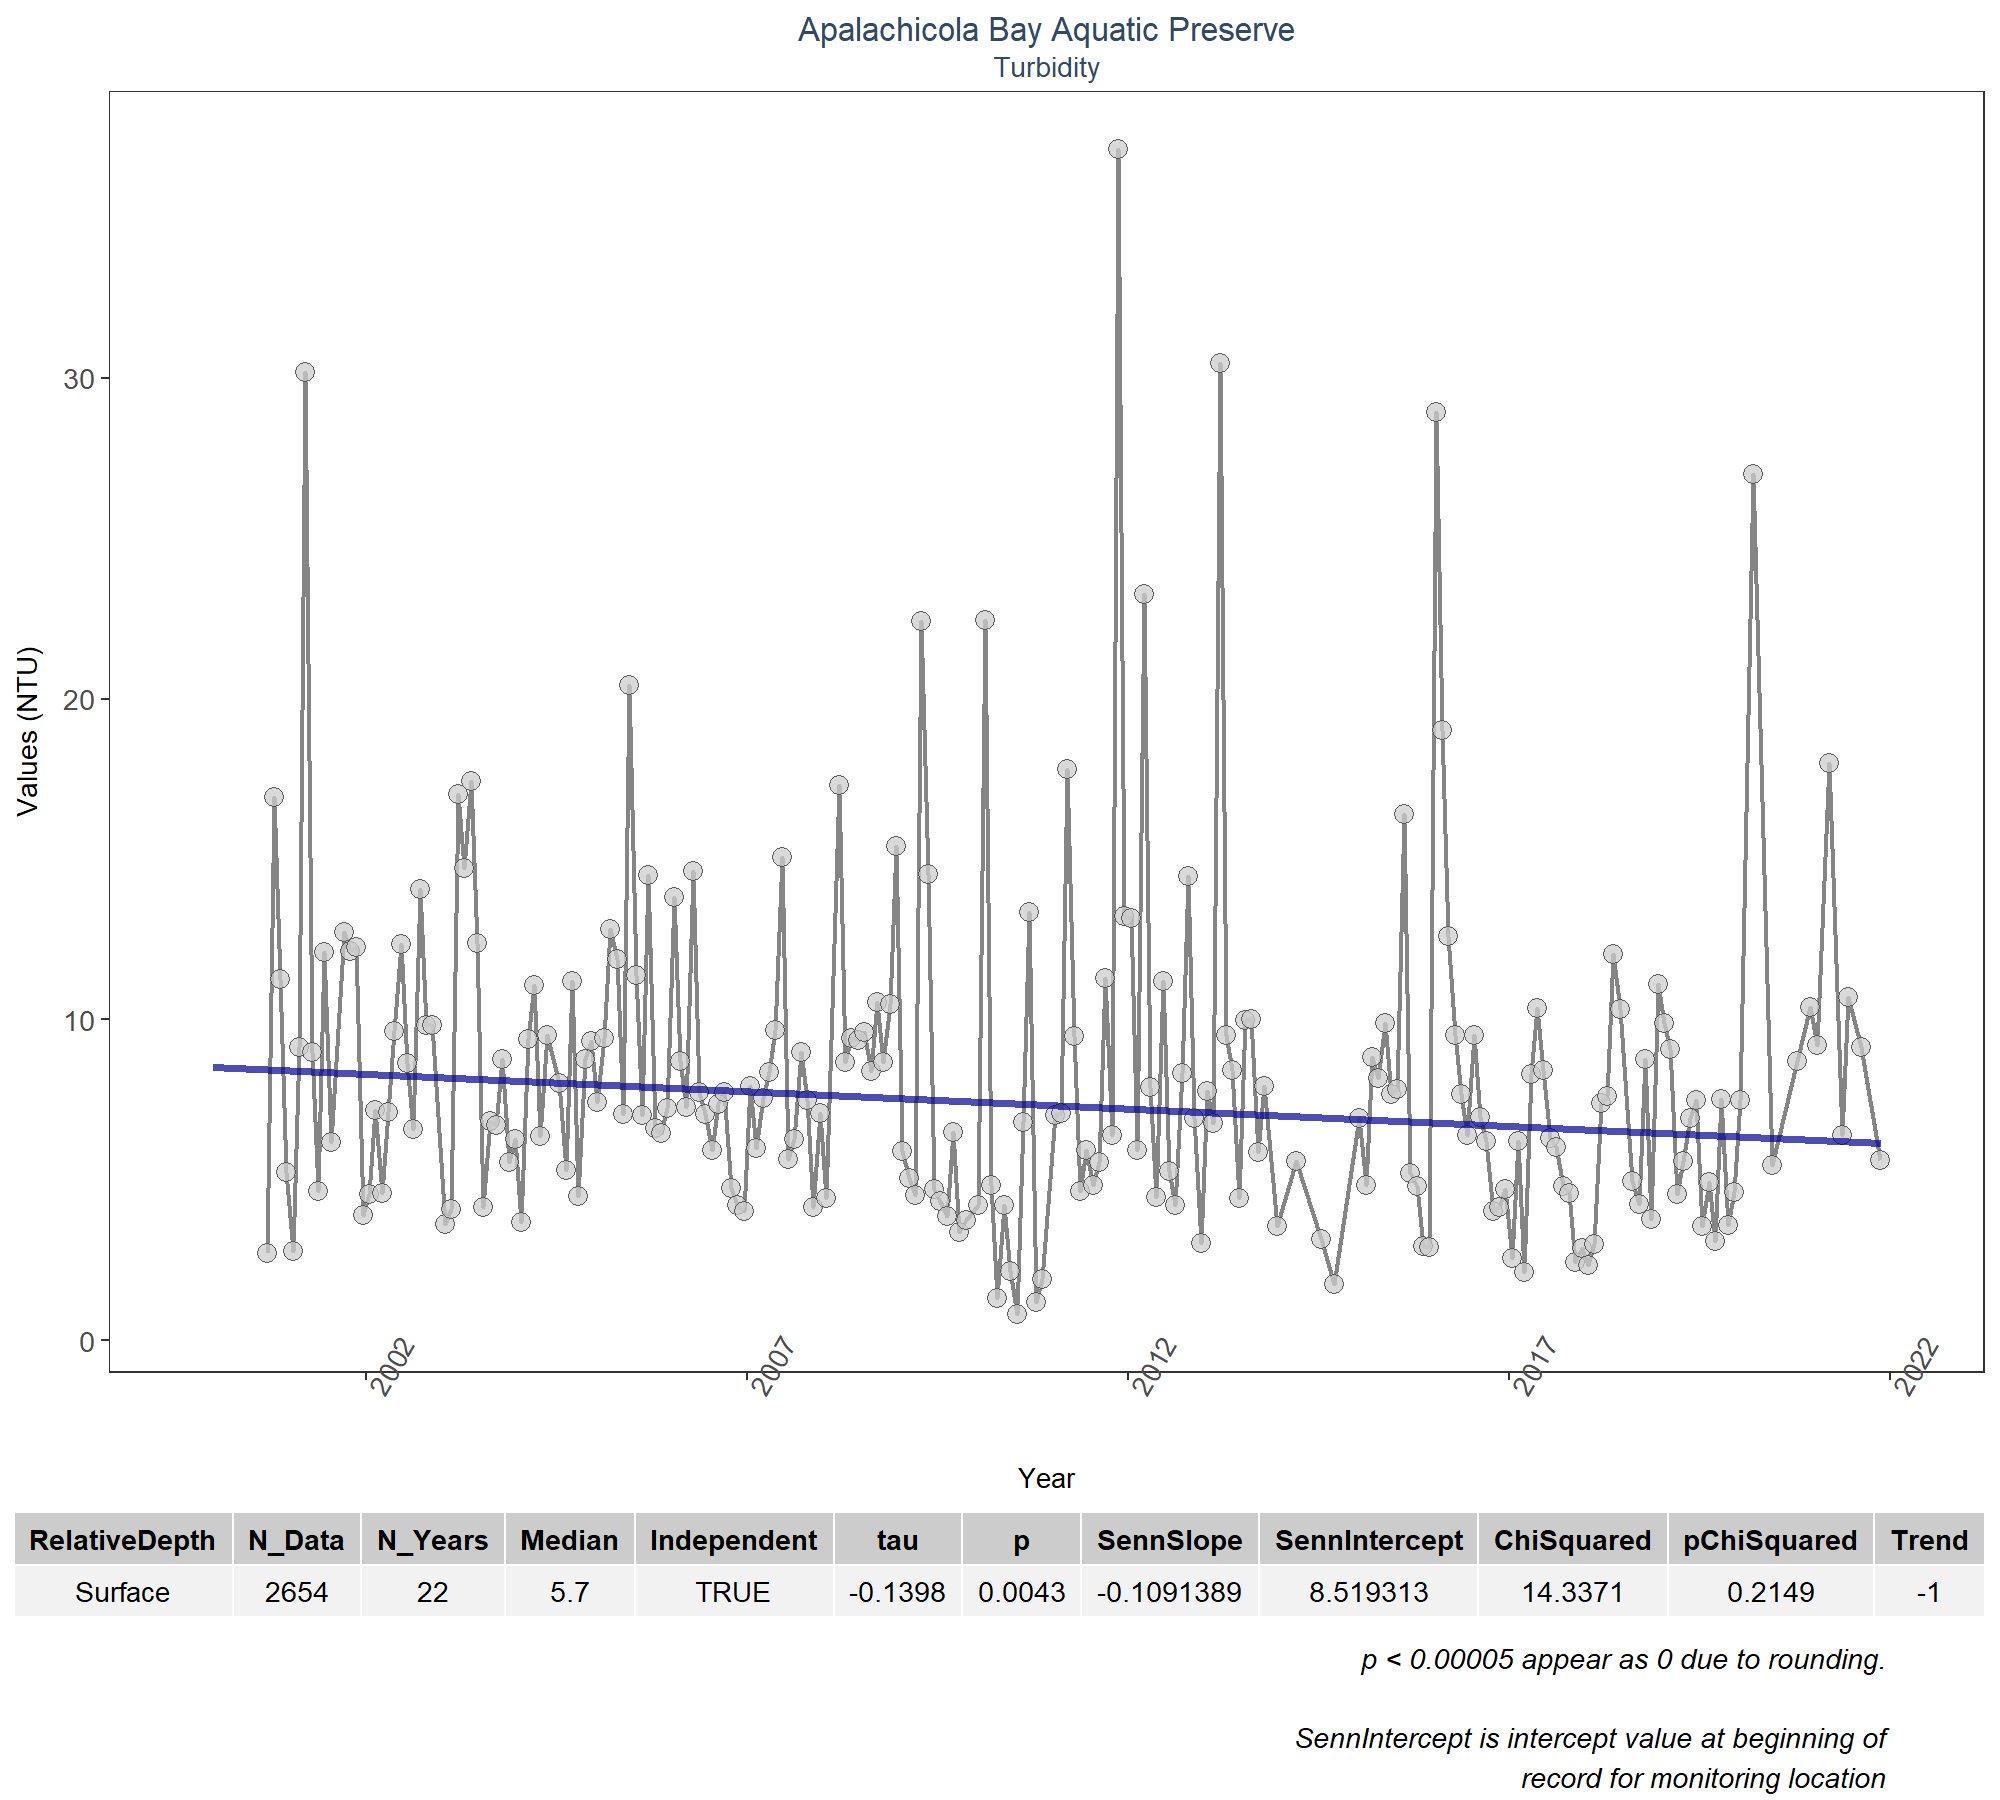 Apalachicola Bay Aquatic Preserve
Turbidity
Values (NTU)
30
20
10
0
2002 2007 2012 2017 2022
Year
RelativeDepth N_Data N_Years Median Independent tau p SennSlope SennIntercept ChiSquared pChiSquared Trend
Surface 2654 22 5.7 TRUE -0.1398 0.0043 -0.1091389 8.519313 14.3371 0.2149 -1
p < 0.00005 appear as 0 due to rounding.
SennIntercept is intercept value at beginning of
record for monitoring location